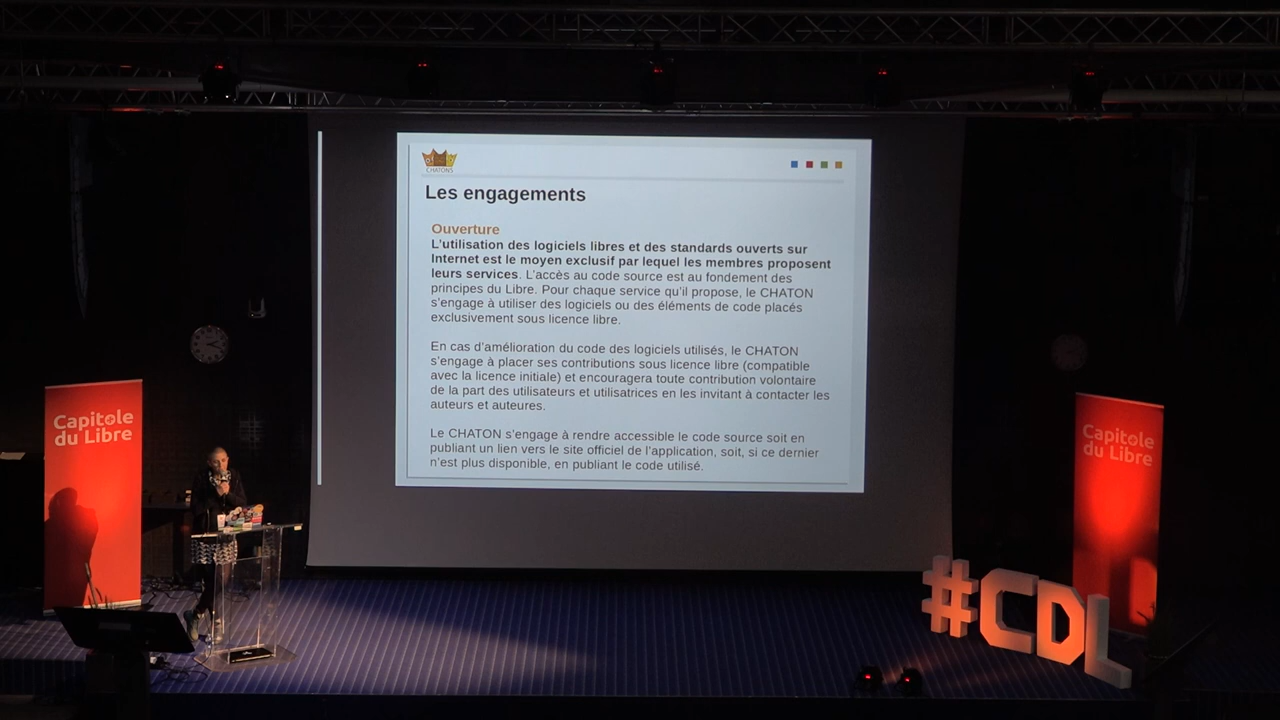 CHATONS
Les engagements
Ouverture
L'utilisation des logiciels libres et des standards ouverts sur
Internet est le moyen exclusif par lequel les membres proposent
leurs services. L'accès au code source est au fondement des
principes du Libre. Pour chaque service qu'il propose, le CHATON
s'engage à utiliser des logiciels ou des éléments de code placés
exclusivement sous licence libre.
En cas d'amélioration du code des logiciels utilisés, le CHATON
s'engage à placer ses contributions sous licence libre (compatible
avec la licence initiale) et encouragera toute contribution volontaire
de la part des utilisateurs et utilisatrices en les invitant à contacter les
auteurs et auteures.
Le CHATON s'engage à rendre accessible le code source soit en
publiant un lien vers le site officiel de l'application, soit, si ce dernier
n'est plus disponible, en publiant le code utilisé.
Capitole
du Libre
Capitole
du Libre
#CDL